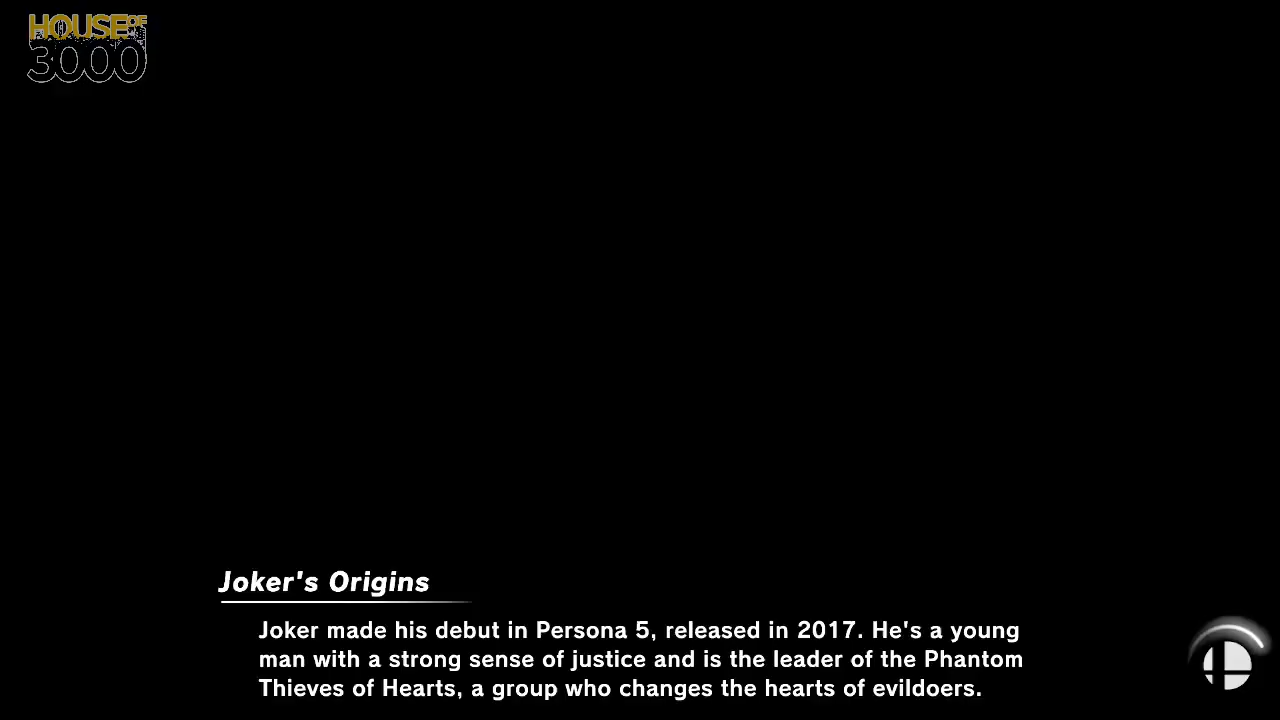 HOUSE OF
3000
Joker's Origins
Joker made his debut in Persona 5, released in 2017. He's a young
man with a strong sense of justice and is the leader of the Phantom
Thieves of Hearts, a group who changes the hearts of evildoers.